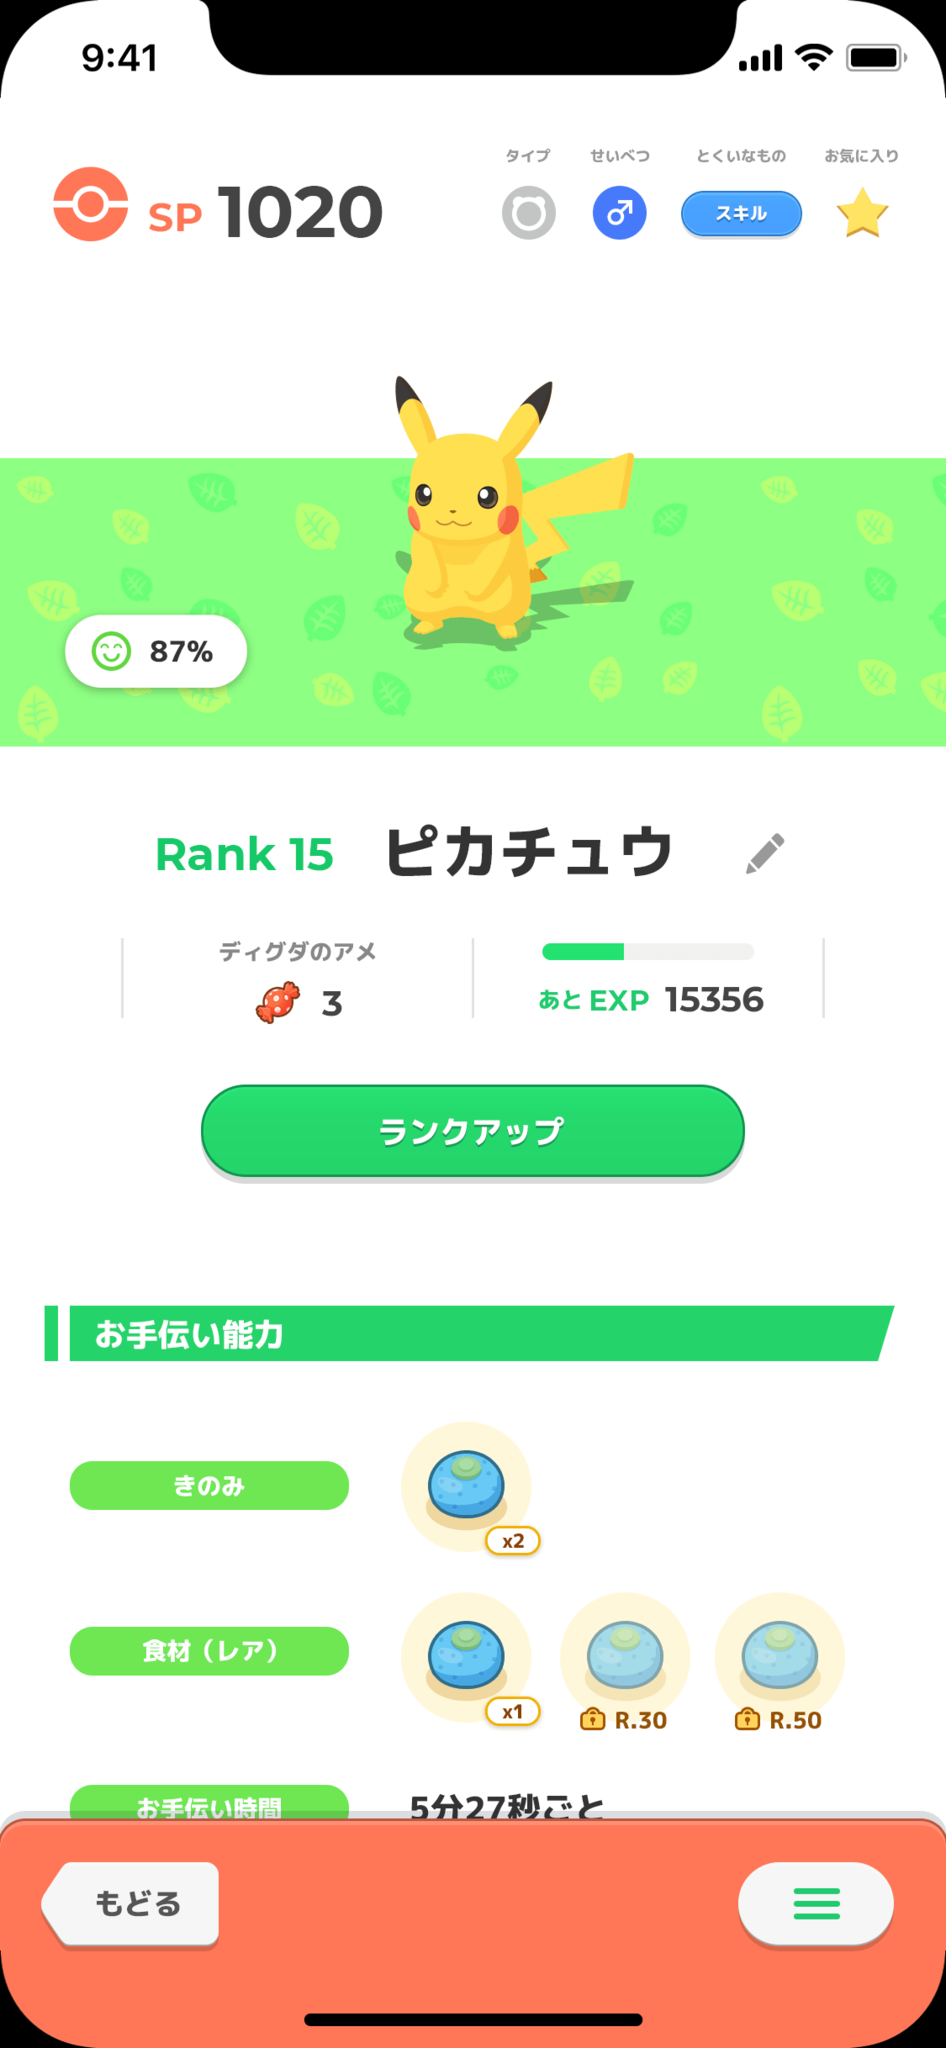 9:41
タイプ せいべつ とくいなもの お気に入り
SP 1020 スキル
87%
Rank 15 ピカチュウ
ディグダのアメ
3
あと EXP 15356
ランクアップ
お手伝い能力
きのみ
x2
食材（レア）
x1 R.30 R.50
お手伝い時間 5分27秒ごと
もどる